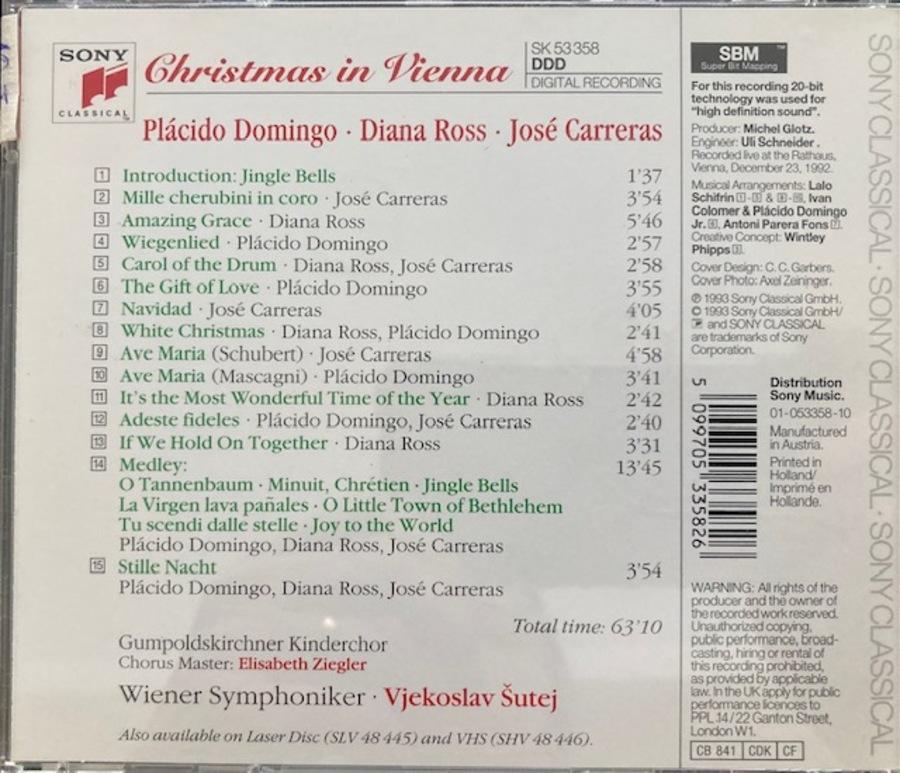 SONY
CLASSICAL
Christmas in Vienna
SK 53358
DDD
DIGITAL RECORDING
Plácido Domingo · Diana Ross · José Carreras
1 Introduction: Jingle Bells 1'37
2 Mille cherubini in coro · José Carreras 3'54
3 Amazing Grace · Diana Ross 5'46
4 Wiegenlied · Plácido Domingo 2'57
5 Carol of the Drum · Diana Ross, José Carreras 2'58
6 The Gift of Love · Plácido Domingo 3'55
7 Navidad · José Carreras 4'05
8 White Christmas · Diana Ross, Plácido Domingo 2'41
9 Ave Maria (Schubert) · José Carreras 4'58
10 Ave Maria (Mascagni) · Plácido Domingo 3'41
11 It's the Most Wonderful Time of the Year · Diana Ross 2'42
12 Adeste fideles · Plácido Domingo, José Carreras 2'40
13 If We Hold On Together · Diana Ross 3'31
14 Medley: 13'45
O Tannenbaum · Minuit, Chrétien · Jingle Bells
La Virgen lava pañales · O Little Town of Bethlehem
Tu scendi dalle stelle · Joy to the World
Plácido Domingo, Diana Ross, José Carreras
15 Stille Nacht 3'54
Plácido Domingo, Diana Ross, José Carreras
Total time: 63'10
Gumpoldskirchner Kinderchor
Chorus Master: Elisabeth Ziegler
Wiener Symphoniker · Vjekoslav Šutej
Also available on Laser Disc (SLV 48 445) and VHS (SHV 48 446).
SBM™
Super Bit Mapping
For this recording 20-bit
technology was used for
"high definition sound".
Producer: Michel Glotz.
Engineer: Uli Schneider.
Recorded live at the Rathaus,
Vienna, December 23, 1992.
Musical Arrangements: Lalo
Schifrin & Ivan
Colomer & Plácido Domingo
Jr. Antoni Parera Fons
Creative Concept: Wintley
Phipps
Cover Design: C. C. Garbers.
Cover Photo: Axel Zeininger.
℗ 1993 Sony Classical GmbH.
© 1993 Sony Classical GmbH/
and SONY CLASSICAL
are trademarks of Sony
Corporation.
5 099705 335826
Distribution
Sony Music.
01-053358-10
Manufactured
in Austria.
Printed in
Holland/
Imprimé en
Hollande.
WARNING: All rights of the
producer and the owner of
the recorded work reserved.
Unauthorized copying,
public performance, broad-
casting, hiring or rental of
this recording prohibited,
as provided by applicable
law. In the UK apply for public
performance licences to
PPL 14/22 Ganton Street,
London W1.
CB 841 CDK CF
SONY CLASSICAL · SONY CLASSICAL · SONY CLASSICAL